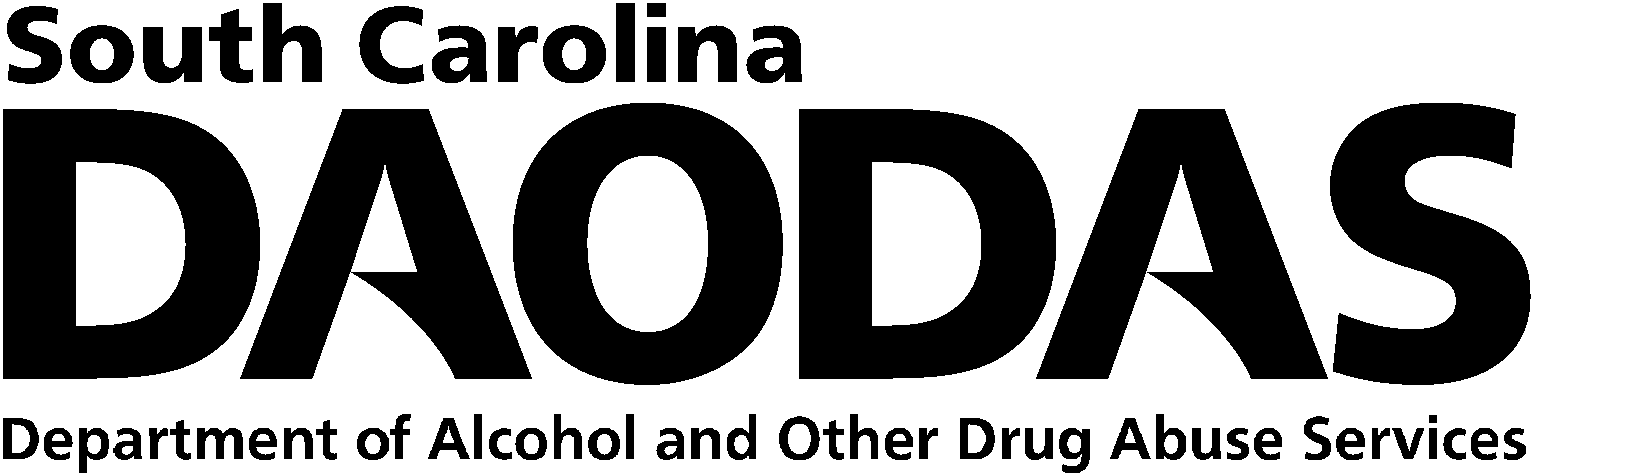 South Carolina
DAODAS
Department of Alcohol and Other Drug Abuse Services